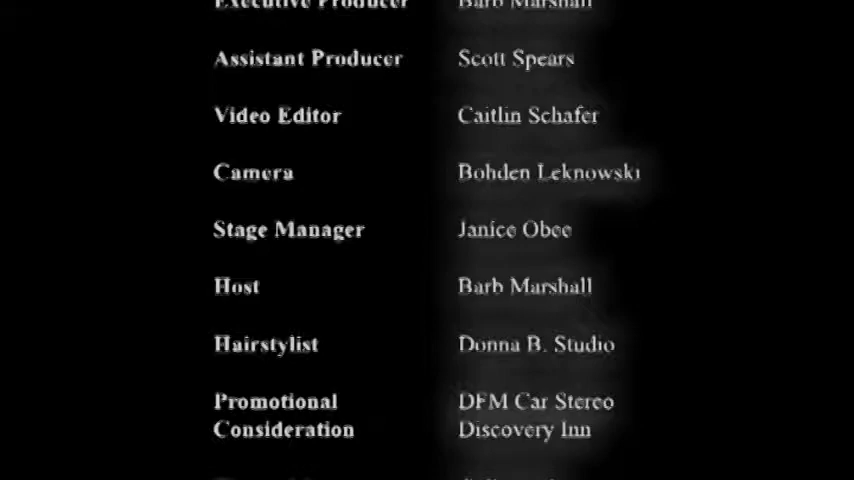 Executive Producer Barb Marshall
Assistant Producer Scott Spears
Video Editor Caitlin Schafer
Camera Bohden Leknowski
Stage Manager Janice Obee
Host Barb Marshall
Hairstylist Donna B. Studio
Promotional DFM Car Stereo
Consideration Discovery Inn